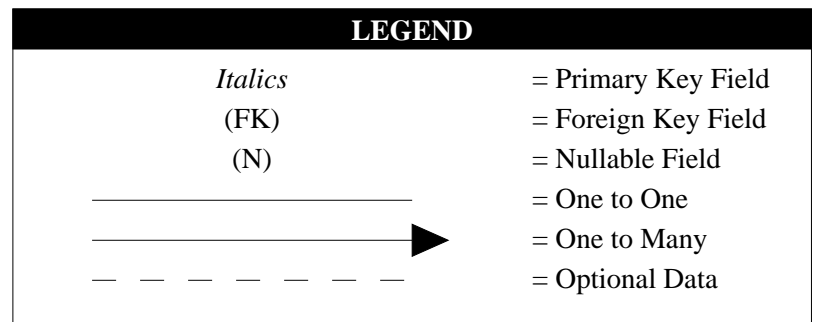 LEGEND
Italics = Primary Key Field
(FK) = Foreign Key Field
(N) = Nullable Field
= One to One
= One to Many
= Optional Data